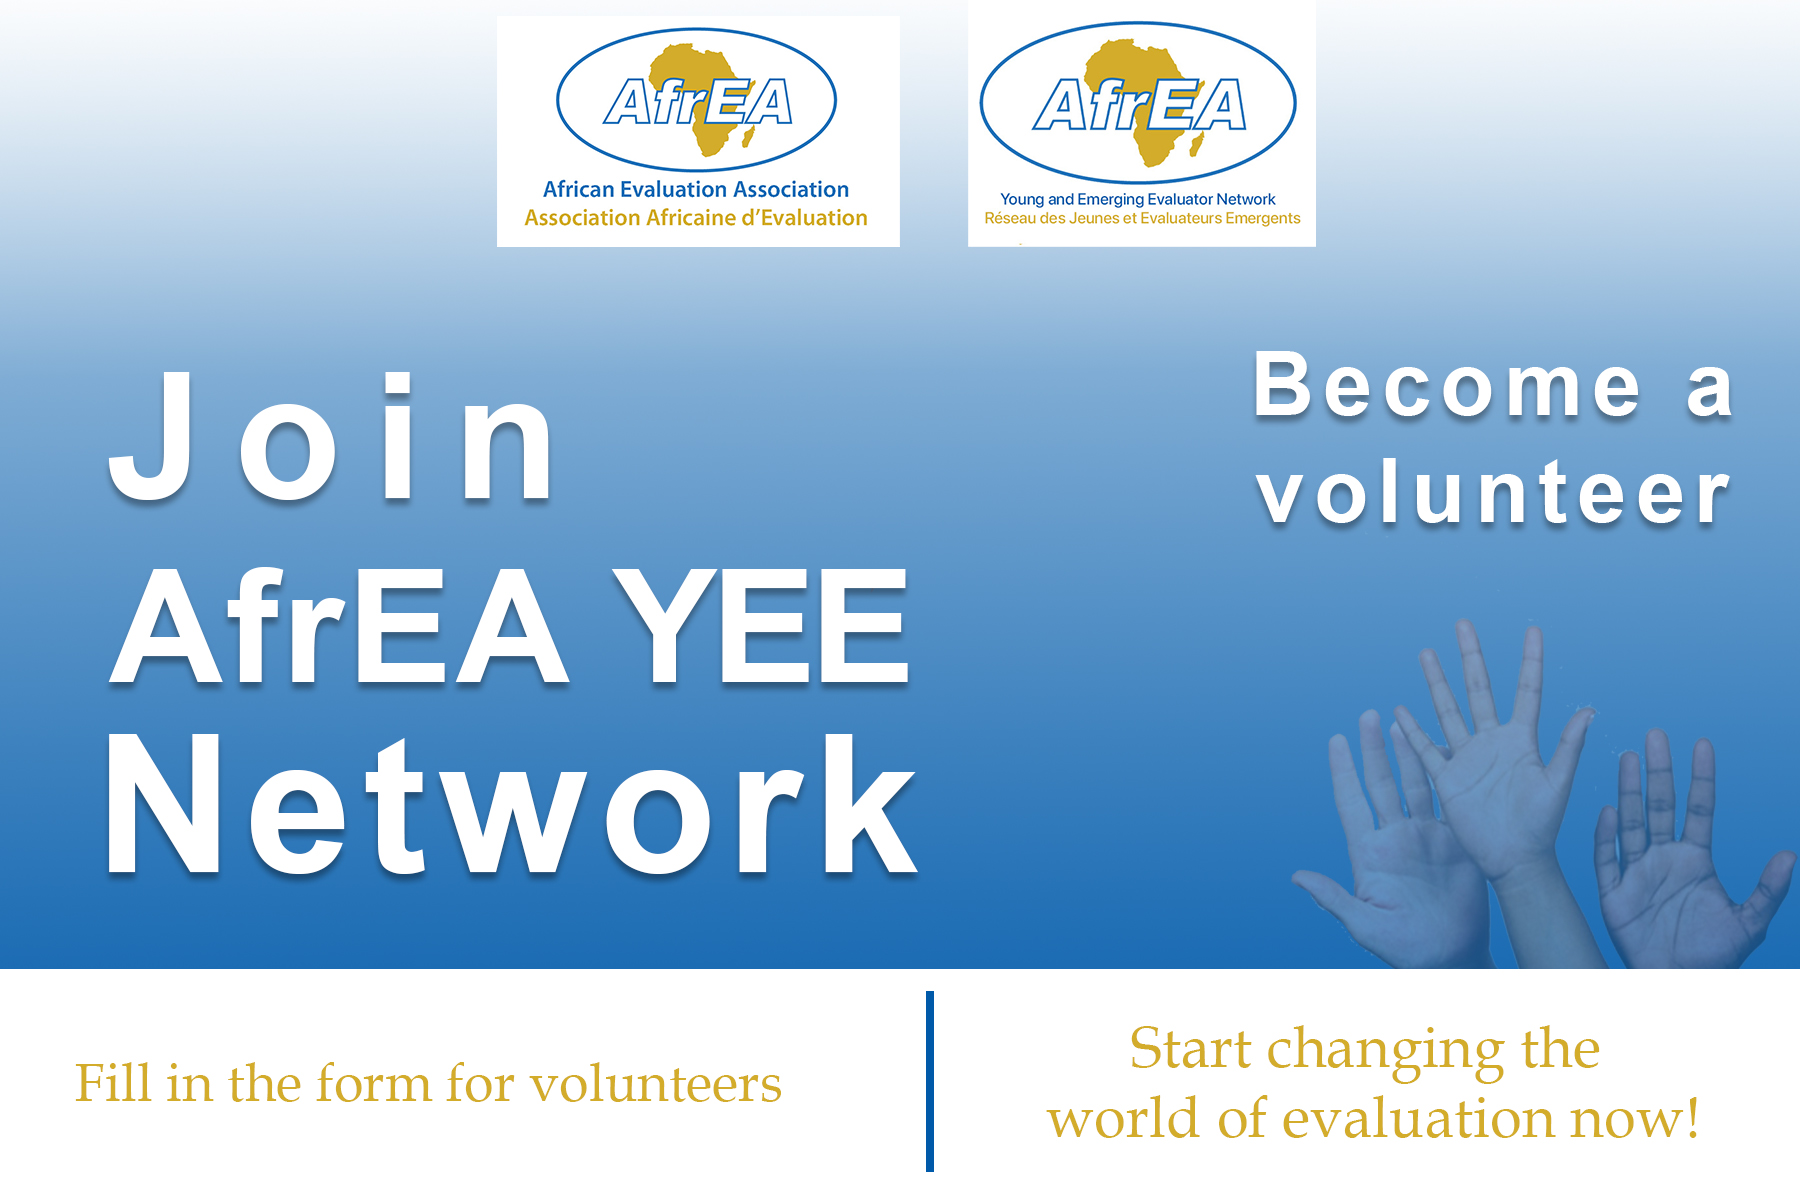 AfrEA
African Evaluation Association
Association Africaine d'Evaluation
AfrEA
Young and Emerging Evaluator Network
Réseau des Jeunes et Evaluateurs Emergents
Join
AfrEA YEE
Network
Become a
volunteer
Fill in the form for volunteers
Start changing the
world of evaluation now!